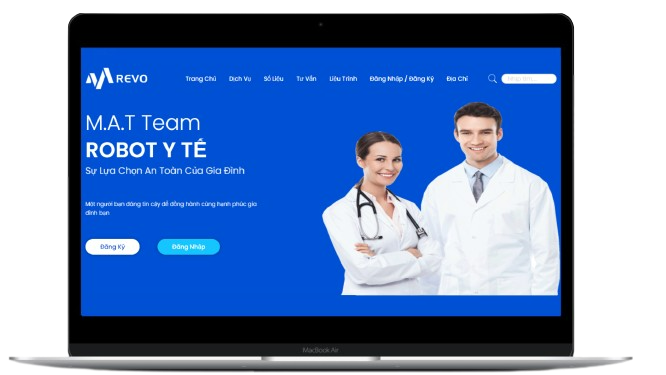 REVO
Trang Chủ Dịch Vụ Số Liệu Tư Vấn Liệu Trình Đăng Nhập / Đăng Ký Địa Chỉ
M.A.T Team
ROBOT Y TẾ
Sự Lựa Chọn An Toàn Của Gia Đình
Một người bạn đáng tin cậy để đồng hành cùng hạnh phúc gia
đình bạn
Đăng Ký Đăng Nhập
MacBook Air